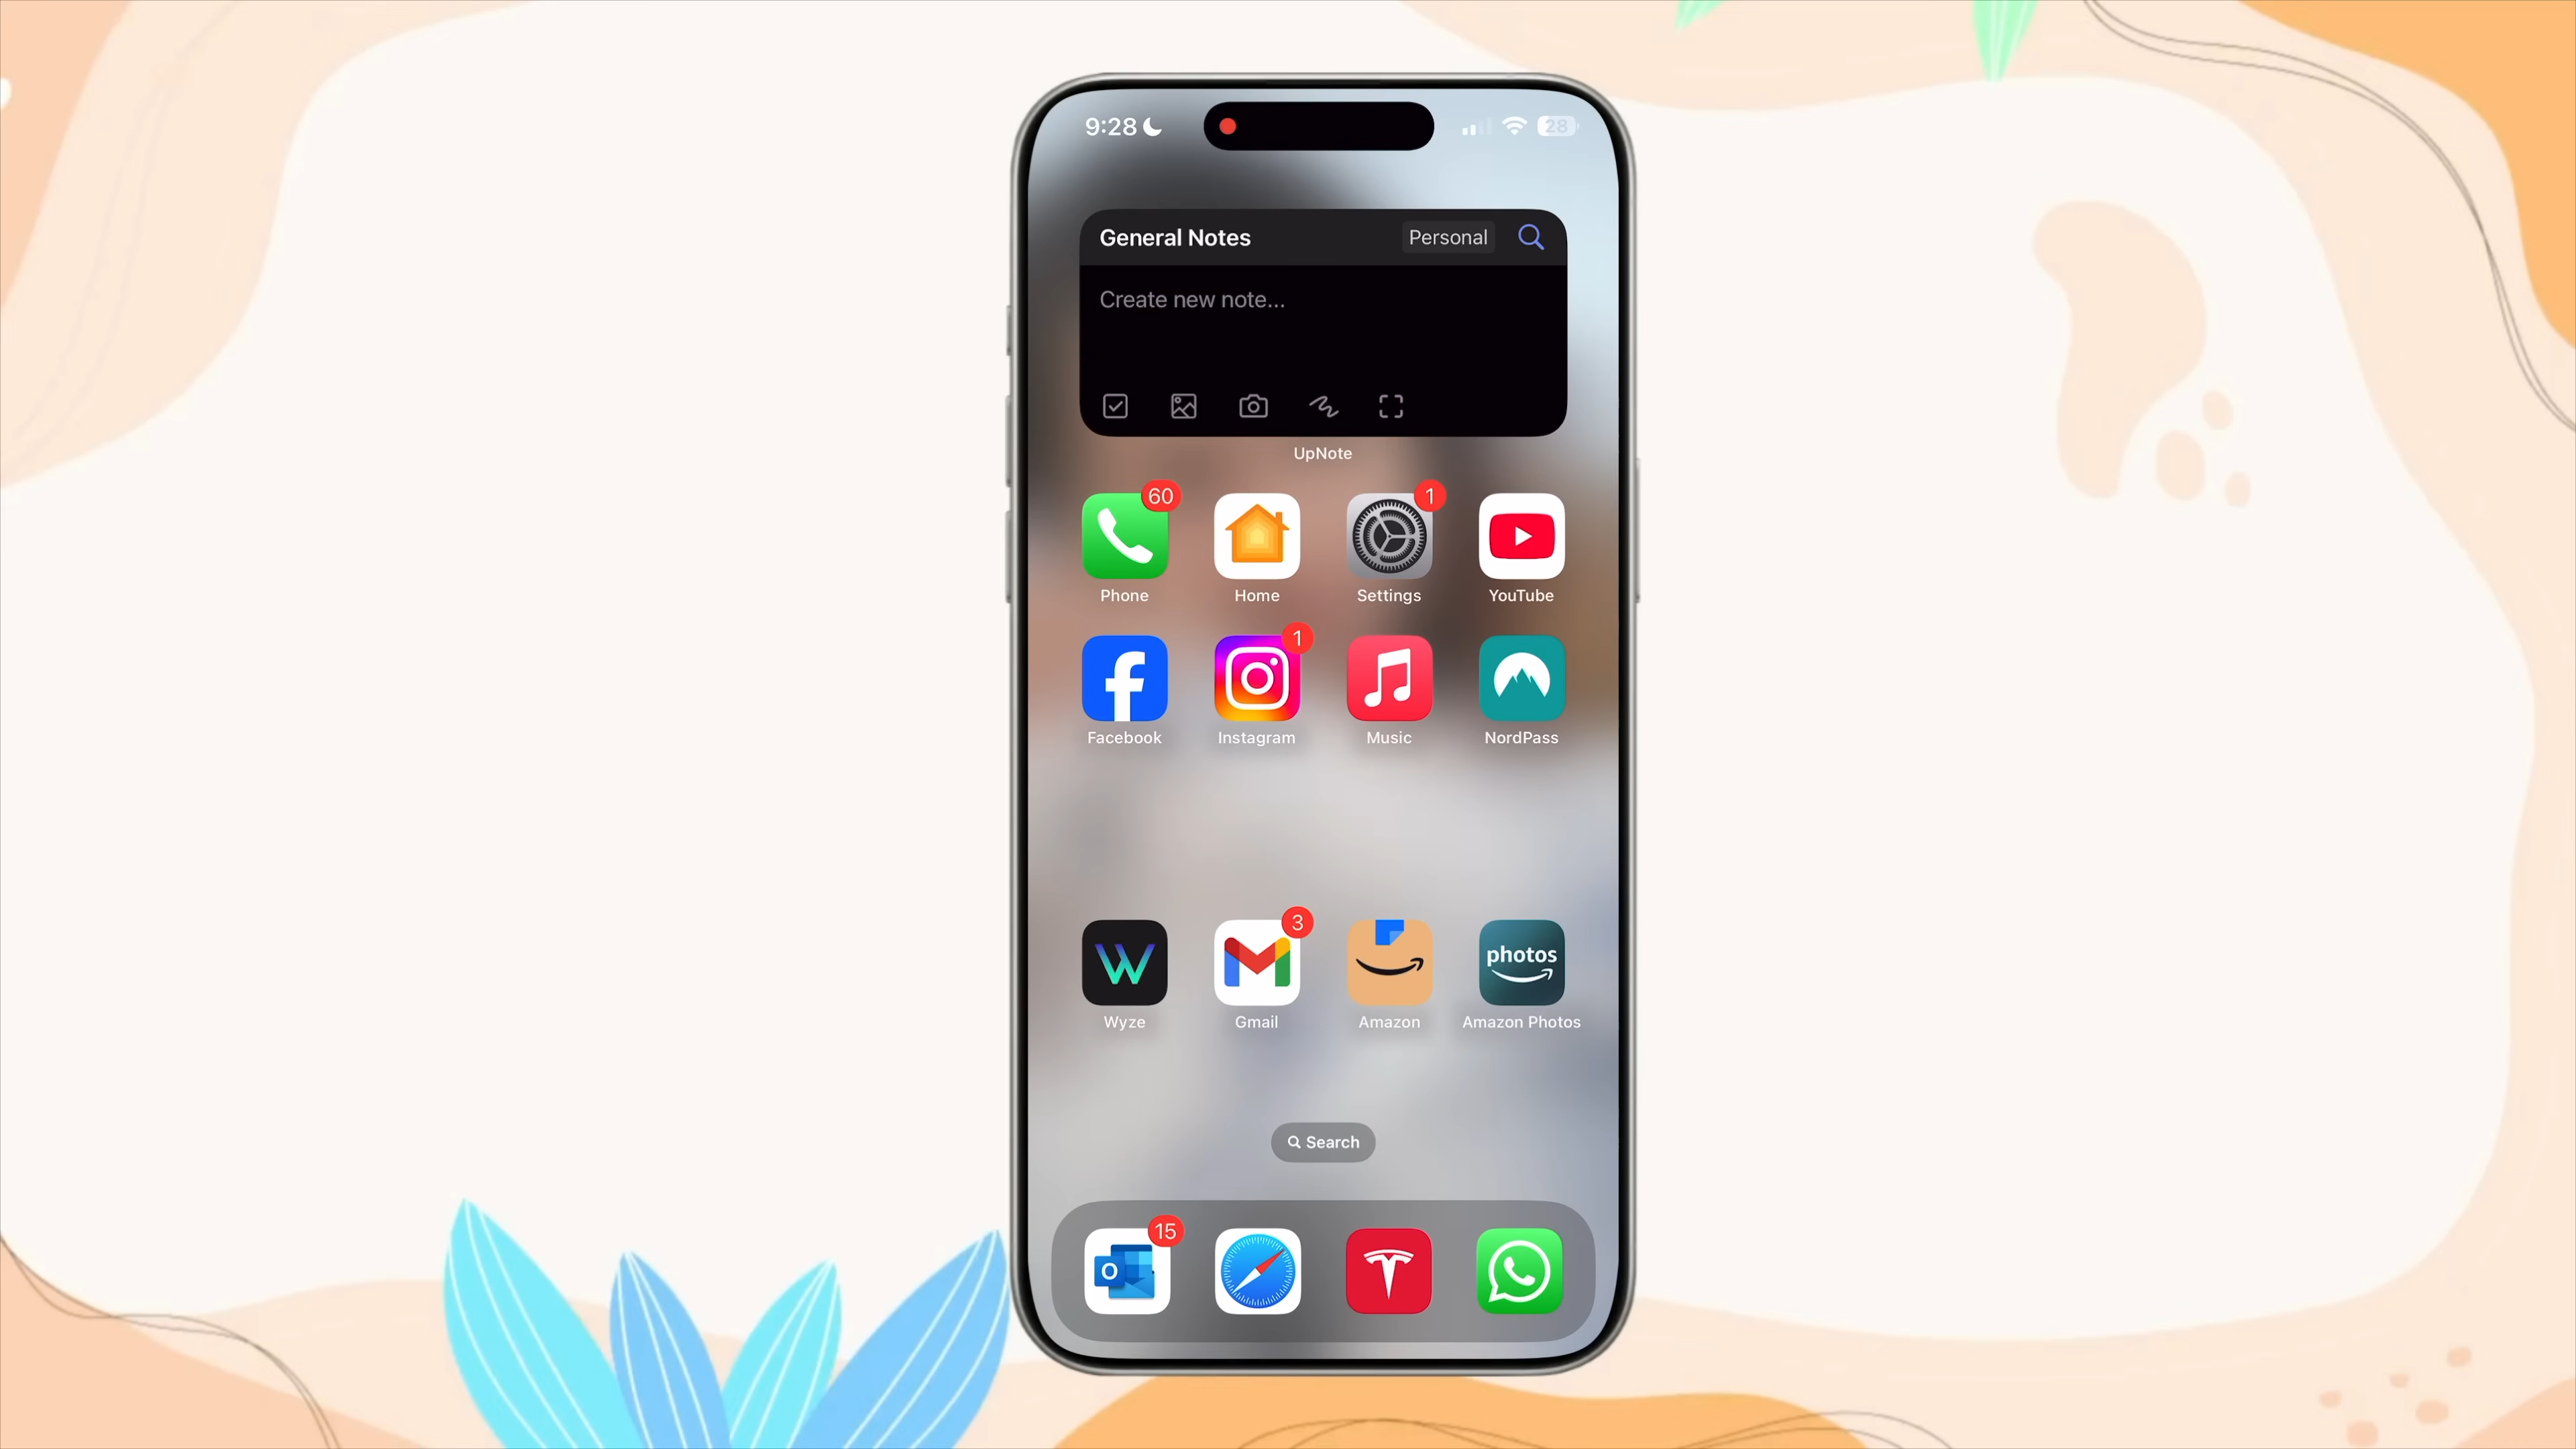 9:28
28
General Notes
Personal
Create new note...
UpNote
60
1
Phone
Home
Settings
YouTube
1
Facebook
Instagram
Music
NordPass
3
photos
Wyze
Gmail
Amazon
Amazon Photos
Search
15
O